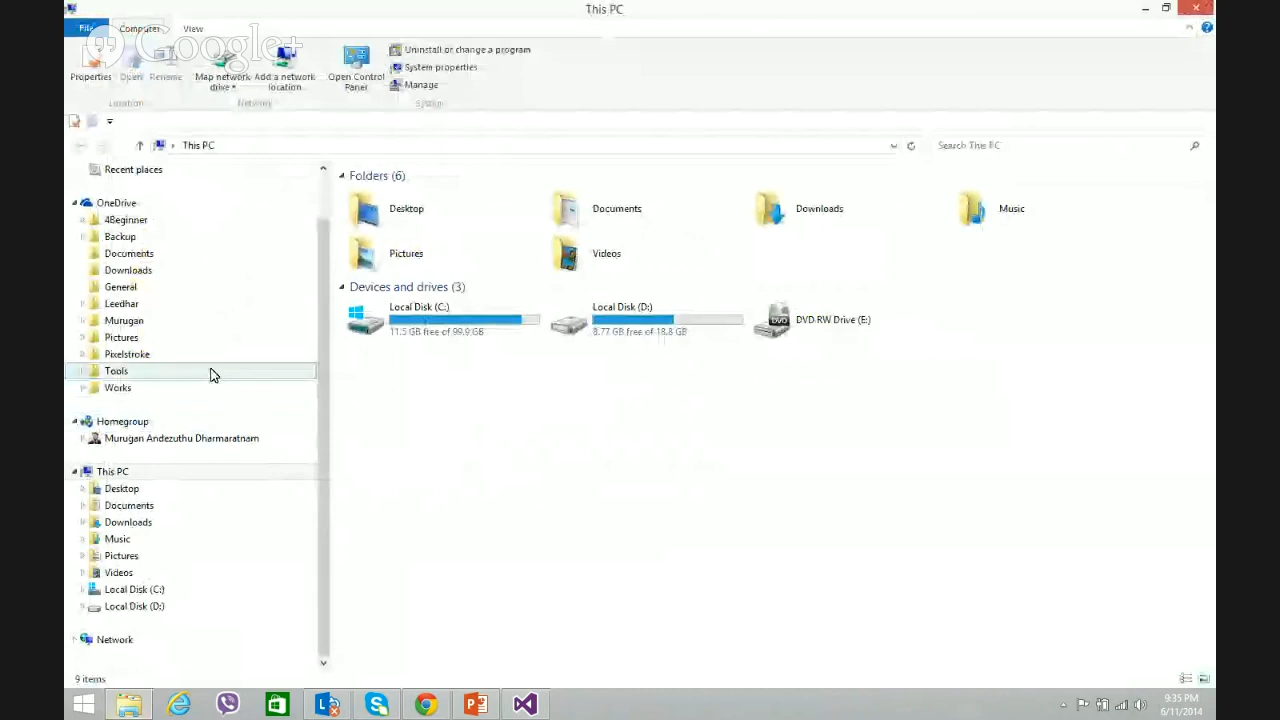 This PC
File Computer View
Google+
Properties Open Rename Map network drive Add a network location Open Control Panel
Uninstall or change a program
System properties
Manage
Location Network System
This PC
Search This PC
Recent places
OneDrive
4Beginner
Backup
Documents
Downloads
General
Leedhar
Murugan
Pictures
Pixelstroke
Tools
Works
Homegroup
Murugan Andezuthu Dharmaratnam
This PC
Desktop
Documents
Downloads
Music
Pictures
Videos
Local Disk (C:)
Local Disk (D:)
Network
Folders (6)
Desktop Documents Downloads Music
Pictures Videos
Devices and drives (3)
Local Disk (C:) Local Disk (D:)
DVD RW Drive (E:)
11.5 GB free of 99.9 GB 8.77 GB free of 18.8 GB
DVD
9 items
9:35 PM
6/11/2014